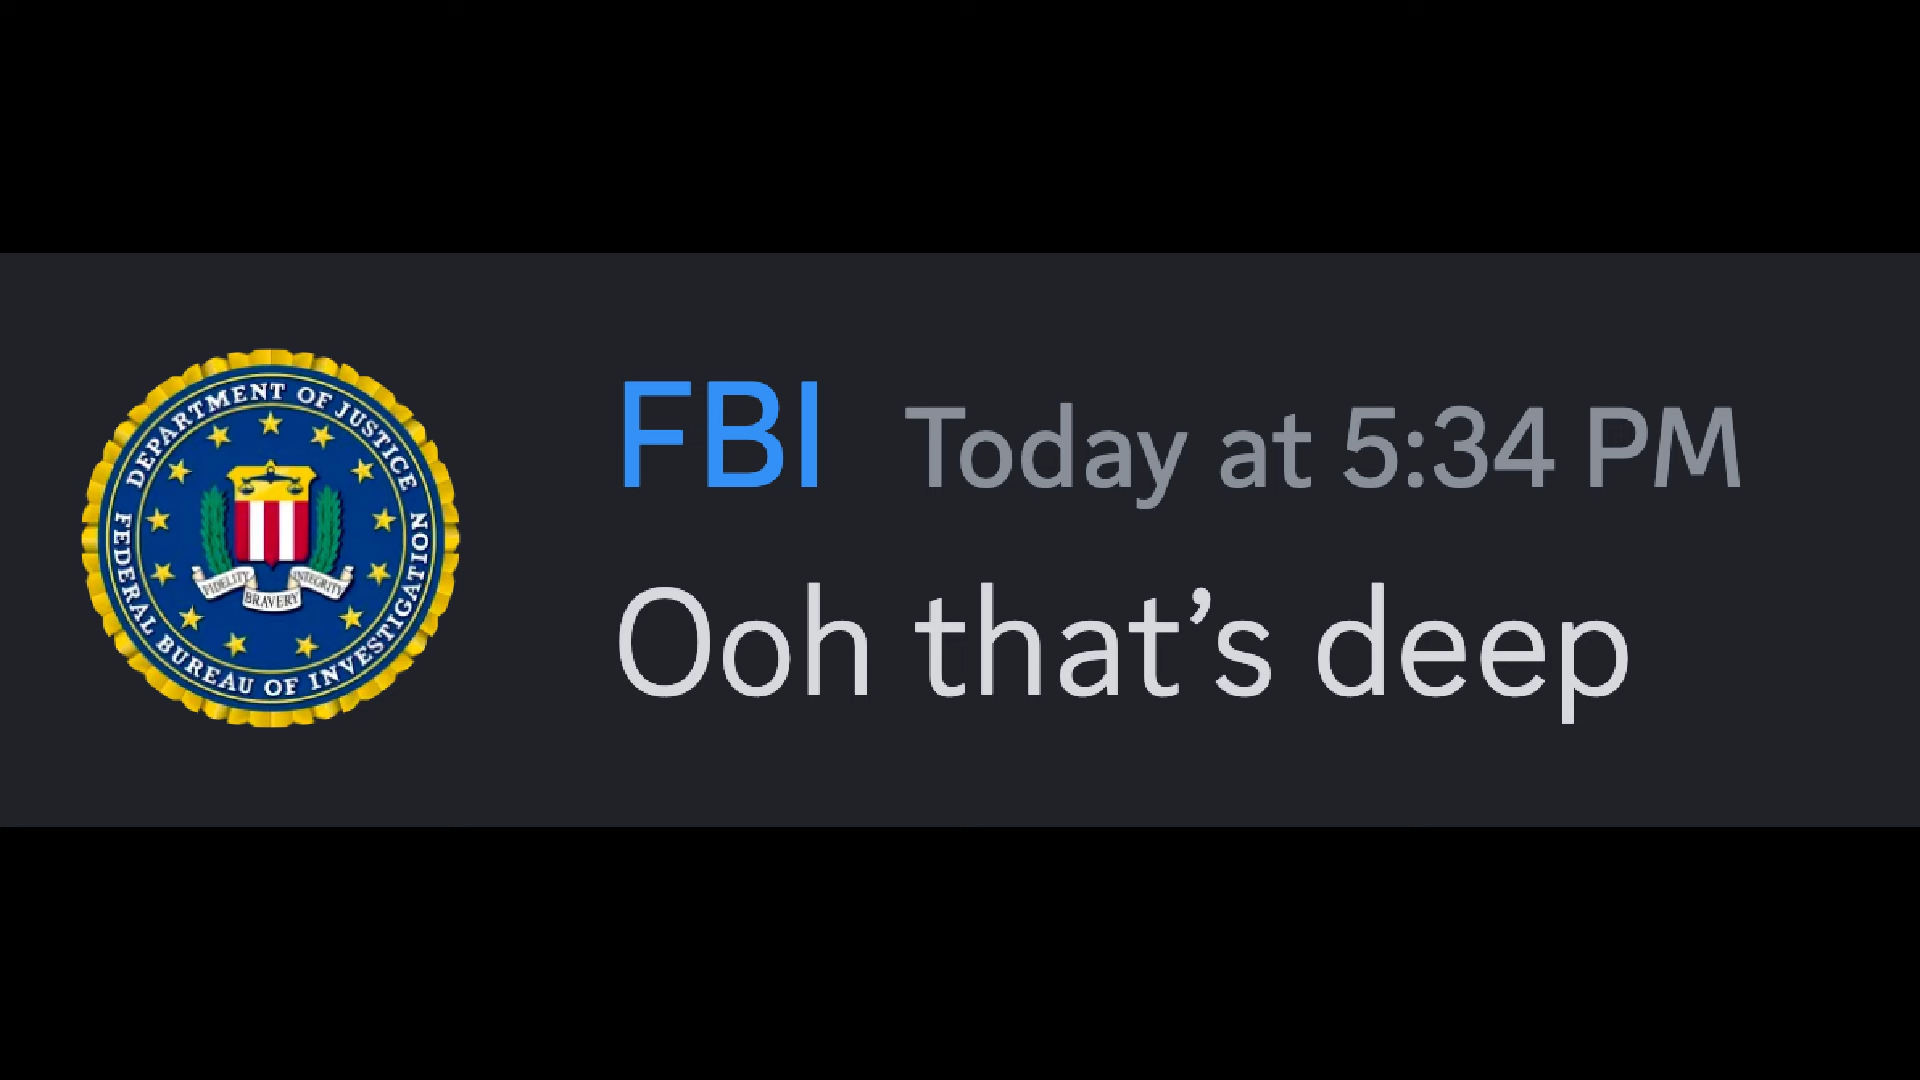 DEPARTMENT OF JUSTICE
FEDERAL BUREAU OF INVESTIGATION
FIDELITY
BRAVERY
INTEGRITY
FBI Today at 5:34 PM
Ooh that’s deep